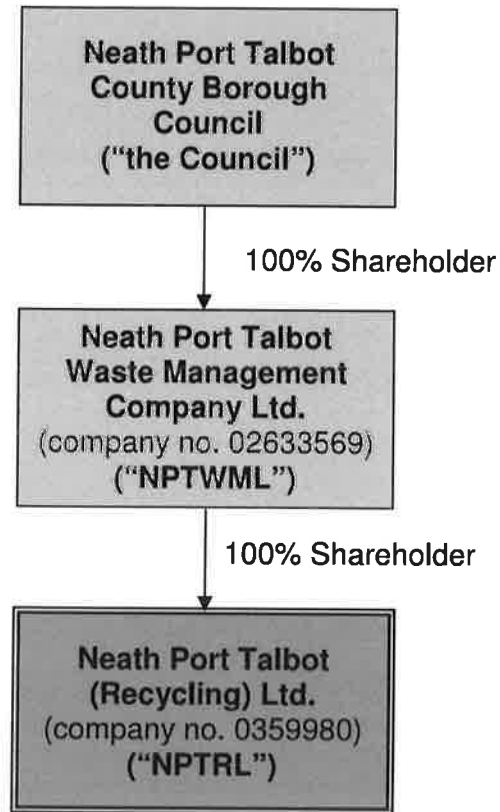 Neath Port Talbot
County Borough
Council
(“the Council”)
100% Shareholder
Neath Port Talbot
Waste Management
Company Ltd.
(company no. 02633569)
(“NPTWML”)
100% Shareholder
Neath Port Talbot
(Recycling) Ltd.
(company no. 0359980)
(“NPTRL”)